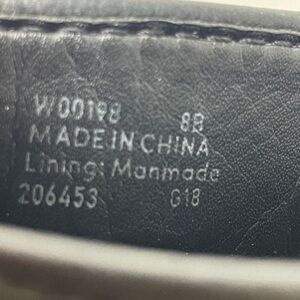 W00198 8B
MADE IN CHINA
Lining: Manmade
206453 G18